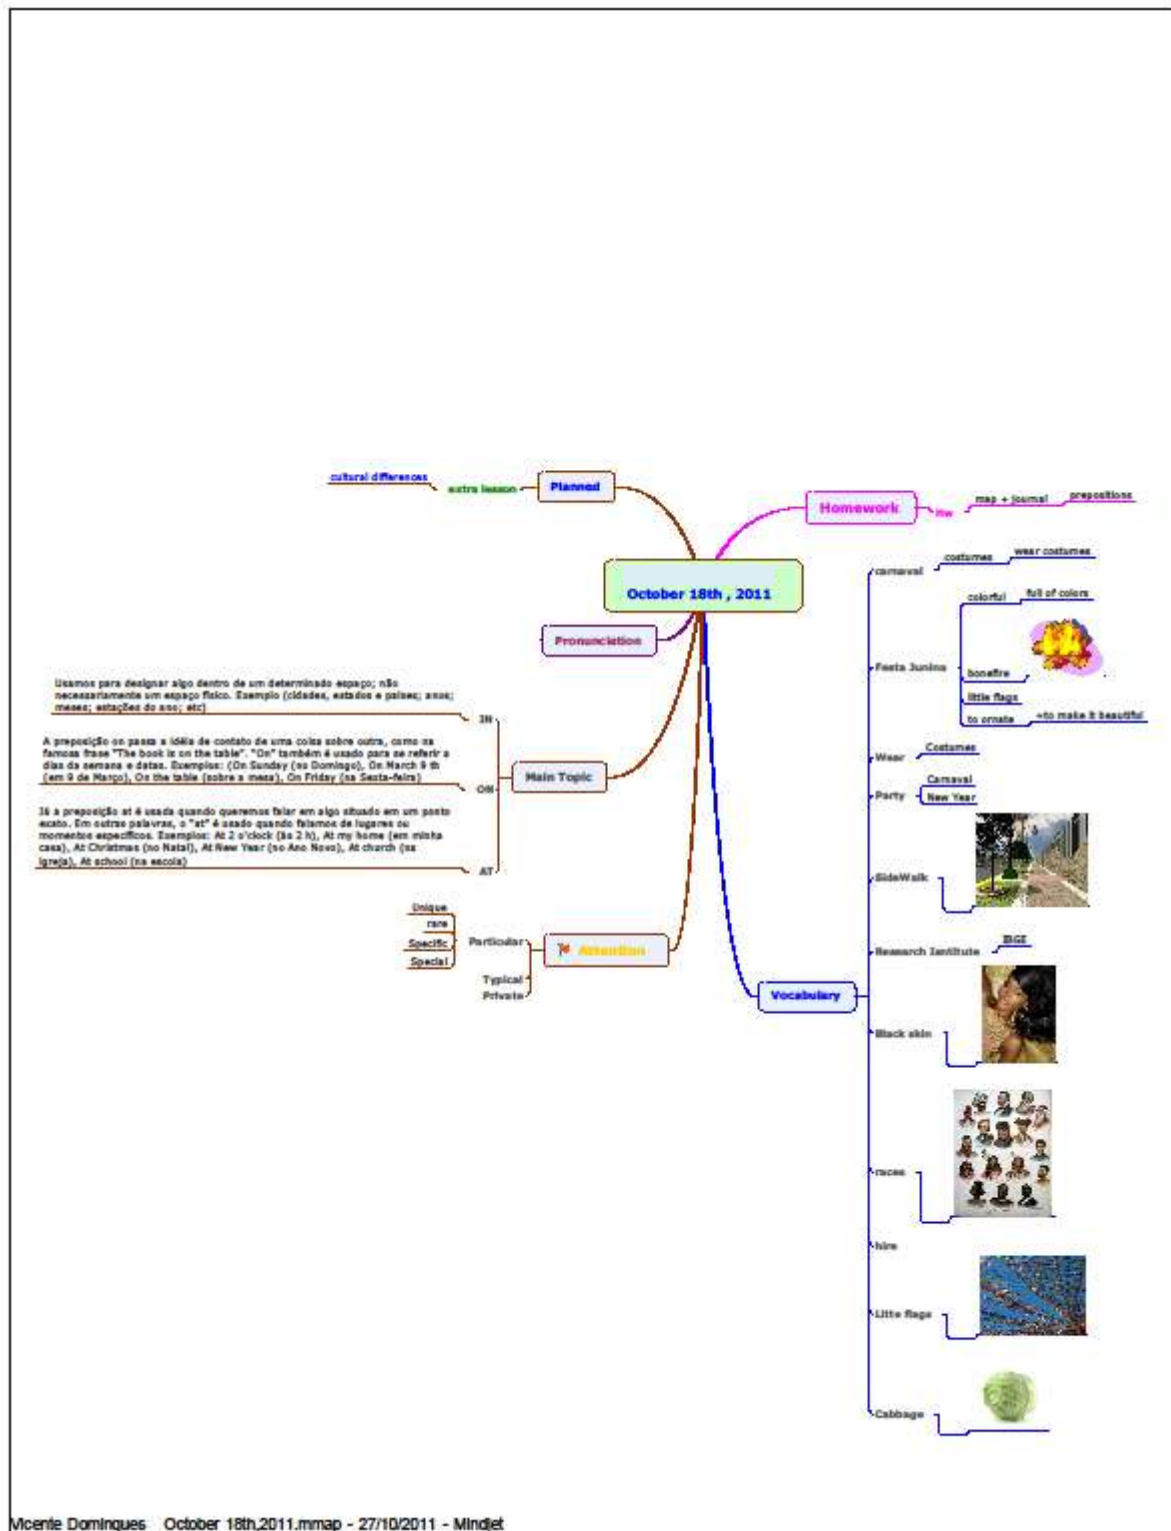 cultural differences
extra lesson
Planned
Homework
Hw
map + journal
prepositions
October 18th , 2011
Pronunciation
Usamos para designar algo dentro de um determinado espaço; não
necessariamente um espaço físico. Exemplo (cidades, estados e países; anos;
meses; estações do ano; etc)
IN
A preposição on passa a idéia de contato de uma coisa sobre outra, como na
famosa frase "The book is on the table". "On" também é usado para se referir a
dias da semana e datas. Exemplos: (On Sunday (no Domingo), On March 9 th
(em 9 de Março), On the table (sobre a mesa), On Friday (na Sexta-feira)
ON
Main Topic
Já a preposição at é usada quando queremos falar em algo situado em um ponto
exato. Em outras palavras, o "at" é usado quando falamos de lugares ou
momentos específicos. Exemplos: At 2 o'clock (às 2 h), At my home (em minha
casa), At Christmas (no Natal), At New Year (no Ano Novo), At church (na
igreja), At school (na escola)
AT
Unique
rare
Specific
Special
Particular
Typical
Private
Attention
Vocabulary
carnaval
costumes
wear costumes
Festa Junina
colorful
full of colors
bonefire
little flags
to ornate
=to make it beautiful
Wear
Costumes
Party
Carnaval
New Year
SideWalk
Research Isntitute
IBGE
Black skin
races
hire
Litte flags
Cabbage
Vicente Domingues October 18th,2011.mmap - 27/10/2011 - Mindjet